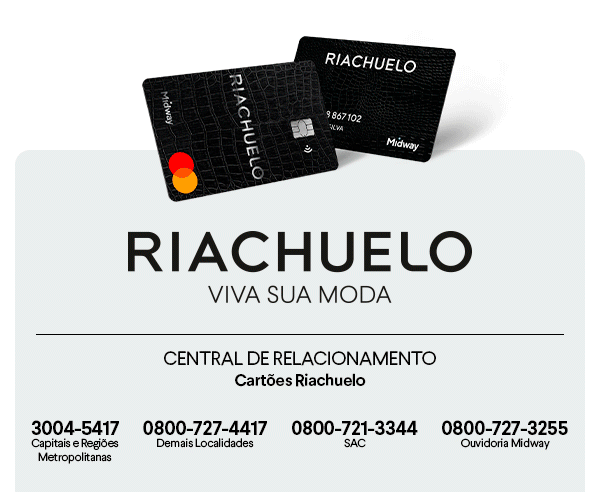 RIACHUELO
Midway
RIACHUELO
8 867102
SILVA
Midway
RIACHUELO
VIVA SUA MODA
CENTRAL DE RELACIONAMENTO
Cartões Riachuelo
3004-5417
Capitais e Regiões
Metropolitanas
0800-727-4417
Demais Localidades
0800-721-3344
SAC
0800-727-3255
Ouvidoria Midway